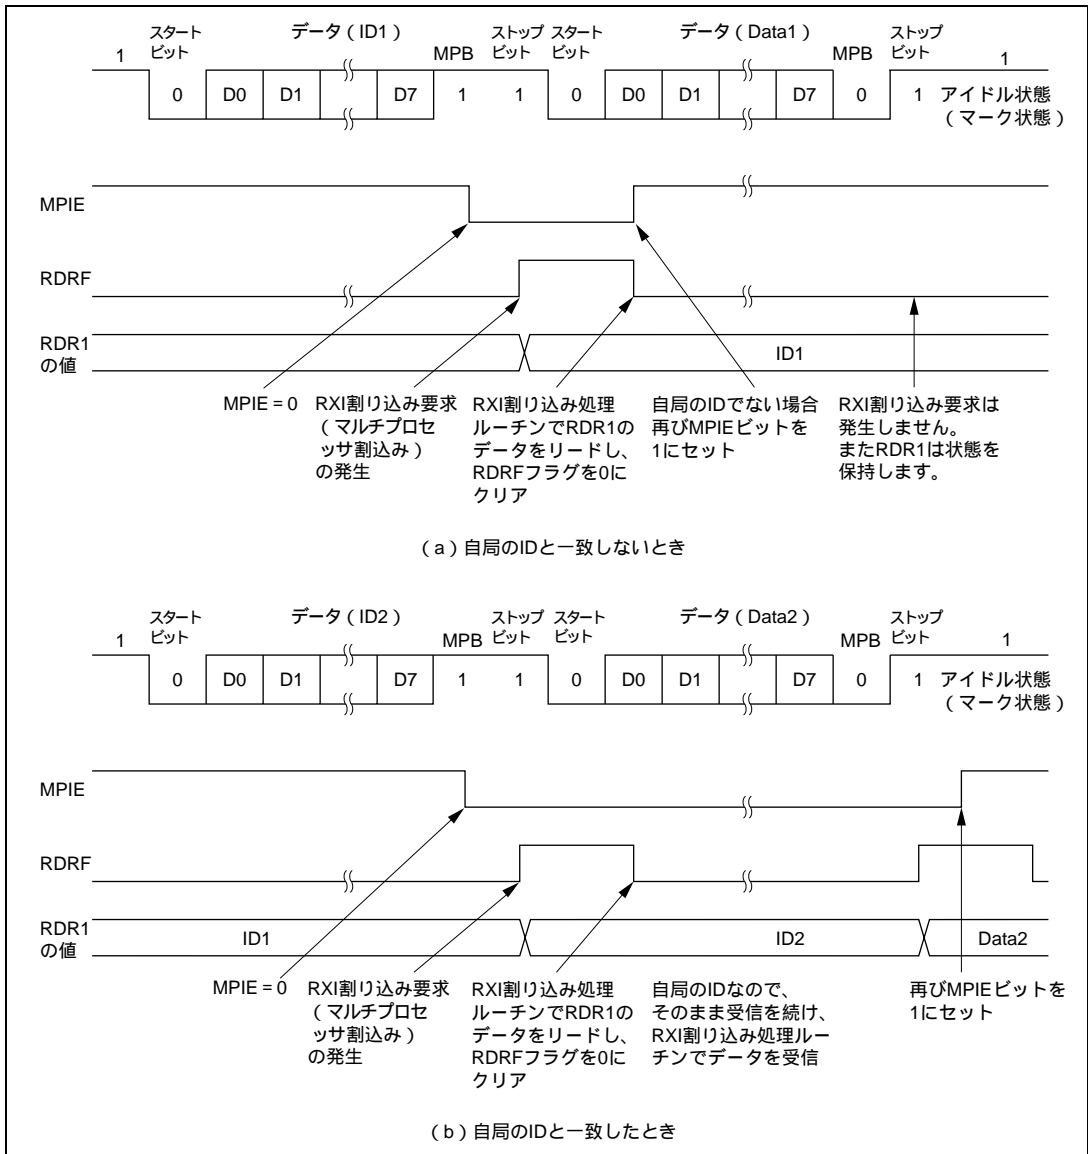 スタート データ（ID1） ストップ スタート データ（Data1） ストップ
1 ビット MPB ビット ビット MPB ビット 1
0 D0 D1 D7 1 1 0 D0 D1 D7 0 1 アイドル状態
（マーク状態）
MPIE
RDRF
RDR1
の値
ID1
MPIE = 0
RXI割り込み要求
（マルチプロセ
ッサ割込み）
の発生
RXI割り込み処理
ルーチンでRDR1の
データをリードし、
RDRFフラグを0に
クリア
自局のIDでない場合
再びMPIEビットを
1にセット
RXI割り込み要求は
発生しません。
またRDR1は状態を
保持します。
（a）自局のIDと一致しないとき
スタート データ（ID2） ストップ スタート データ（Data2） ストップ
1 ビット MPB ビット ビット MPB ビット 1
0 D0 D1 D7 1 1 0 D0 D1 D7 0 1 アイドル状態
（マーク状態）
MPIE
RDRF
RDR1
の値
ID1 ID2 Data2
MPIE = 0
RXI割り込み要求
（マルチプロセ
ッサ割込み）
の発生
RXI割り込み処理
ルーチンでRDR1の
データをリードし、
RDRFフラグを0に
クリア
自局のIDなので、
そのまま受信を続け、
RXI割り込み処理ルー
チンでデータを受信
再びMPIEビットを
1にセット
（b）自局のIDと一致したとき